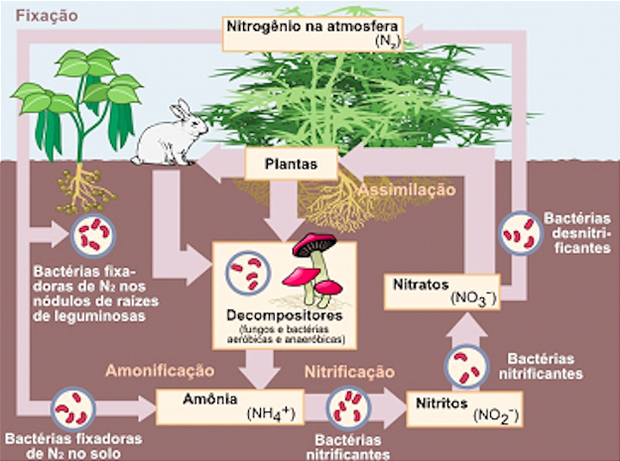 Fixação
Nitrogênio na atmosfera
(N₂)
Plantas
Assimilação
Bactérias
desnitri-
ficantes
Bactérias fixa-
doras de N₂ nos
nódulos de raízes
de leguminosas
Decompositores
(fungos e bactérias
aeróbicas e anaeróbicas)
Nitratos
(NO₃⁻)
Amonificação
Nitrificação
Bactérias
nitrificantes
Amônia
(NH₄⁺)
Nitritos
(NO₂⁻)
Bactérias fixadoras
de N₂ no solo
Bactérias
nitrificantes